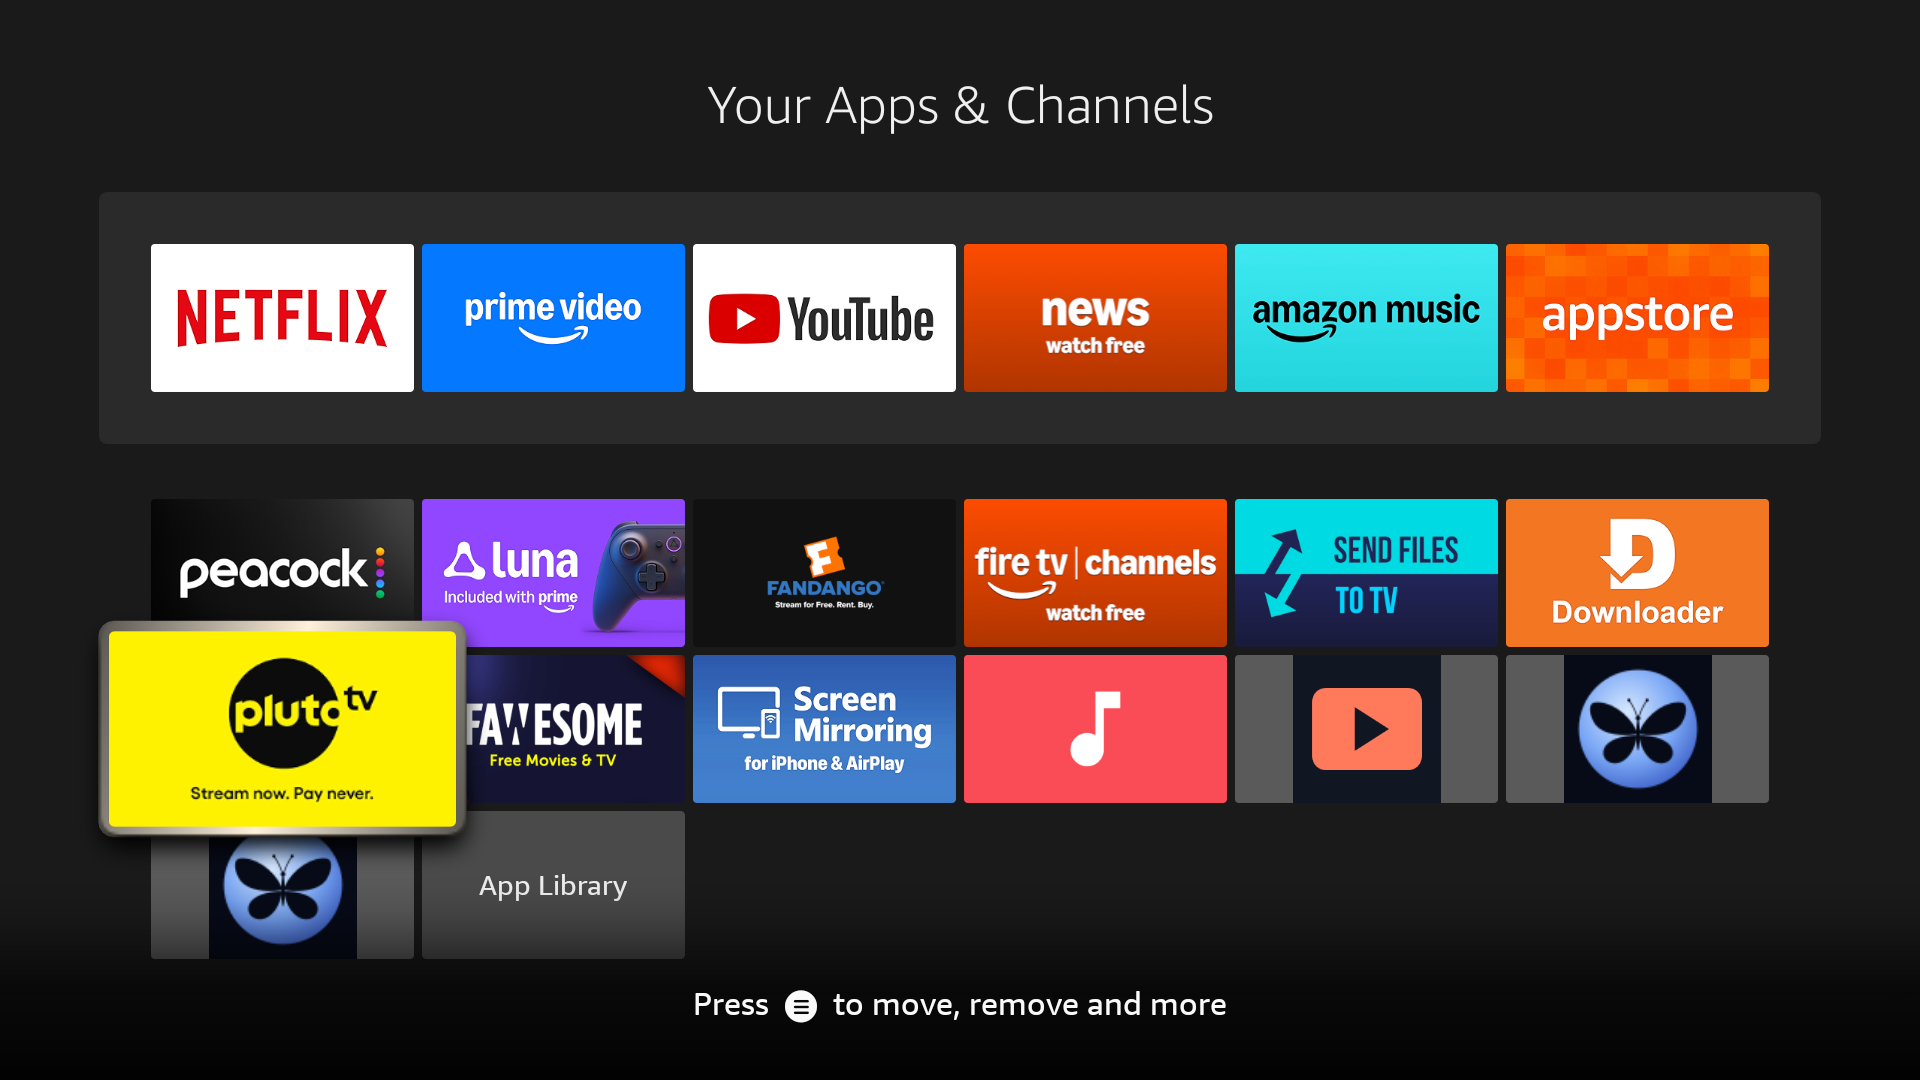 Your Apps & Channels
NETFLIX
prime video
YouTube
news
watch free
amazon music
appstore
peacock
luna
Included with prime
FANDANGO
Stream for Free. Rent. Buy.
fire tv | channels
watch free
SEND FILES
TO TV
Downloader
pluto tv
Stream now. Pay never.
FAWESOME
Free Movies & TV
Screen
Mirroring
for iPhone & AirPlay
App Library
Press to move, remove and more